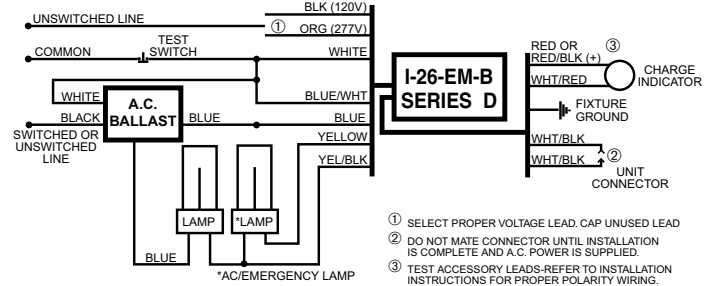 BLK (120V)
UNSWITCHED LINE
① ORG (277V)
TEST
SWITCH
COMMON
WHITE
RED OR
RED/BLK (+)
③
CHARGE
INDICATOR
WHT/RED
I-26-EM-B
SERIES D
WHITE
A.C.
BALLAST
BLUE/WHT
FIXTURE
GROUND
BLACK
BLUE
BLUE
SWITCHED OR
UNSWITCHED
LINE
YELLOW
WHT/BLK
YEL/BLK
WHT/BLK
②
UNIT
CONNECTOR
LAMP
*LAMP
BLUE
*AC/EMERGENCY LAMP
① SELECT PROPER VOLTAGE LEAD. CAP UNUSED LEAD
② DO NOT MATE CONNECTOR UNTIL INSTALLATION
IS COMPLETE AND A.C. POWER IS SUPPLIED.
③ TEST ACCESSORY LEADS-REFER TO INSTALLATION
INSTRUCTIONS FOR PROPER POLARITY WIRING.